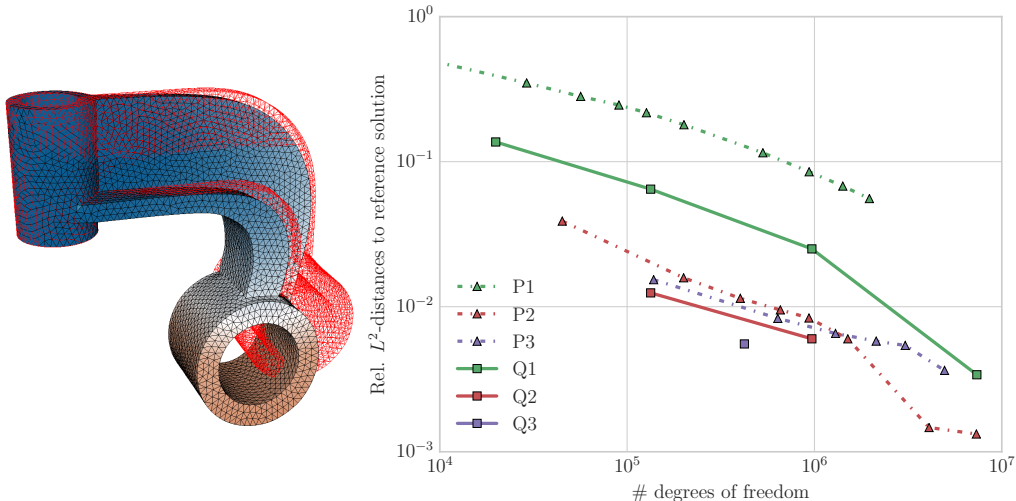 10^0
10^{-1}
10^{-2}
10^{-3}
Rel. L^2-distances to reference solution
P1
P2
P3
Q1
Q2
Q3
10^4
10^5
10^6
10^7
# degrees of freedom